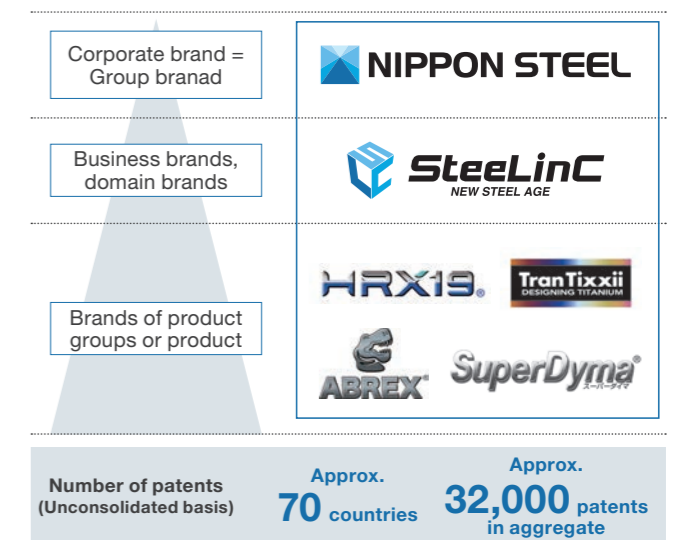 Corporate brand =
Group branad
NIPPON STEEL
Business brands,
domain brands
SteeLinC
NEW STEEL AGE
HRX19®
TranTixxii
DESIGNING TITANIUM
Brands of product
groups or product
ABREX®
SuperDyma®
スーパーダイマ
Number of patents
(Unconsolidated basis)
Approx.
70 countries
Approx.
32,000 patents
in aggregate